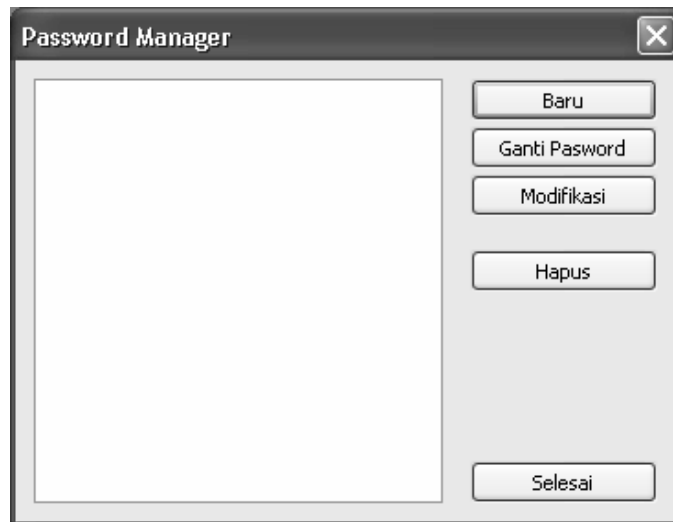 Password Manager
Baru
Ganti Pasword
Modifikasi
Hapus
Selesai